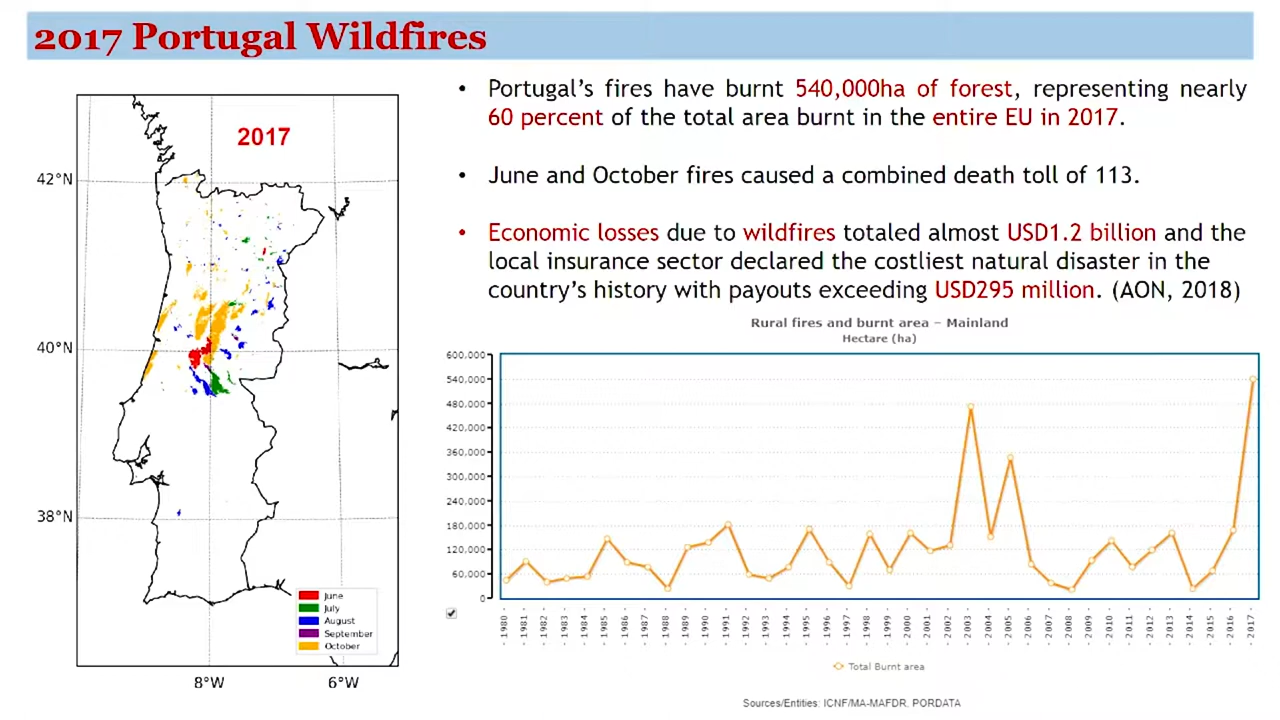 2017 Portugal Wildfires
2017
42°N
40°N
38°N
8°W
6°W
June
July
August
September
October
• Portugal's fires have burnt 540,000ha of forest, representing nearly
60 percent of the total area burnt in the entire EU in 2017.
• June and October fires caused a combined death toll of 113.
• Economic losses due to wildfires totaled almost USD1.2 billion and the
local insurance sector declared the costliest natural disaster in the
country's history with payouts exceeding USD295 million. (AON, 2018)
Rural fires and burnt area – Mainland
Hectare (ha)
600,000
540,000
480,000
420,000
360,000
300,000
240,000
180,000
120,000
60,000
0
1980
1981
1982
1983
1984
1985
1986
1987
1988
1989
1990
1991
1992
1993
1994
1995
1996
1997
1998
1999
2000
2001
2002
2003
2004
2005
2006
2007
2008
2009
2010
2011
2012
2013
2014
2015
2016
2017
Total Burnt area
Sources/Entities: ICNF/MA-MAFDR, PORDATA